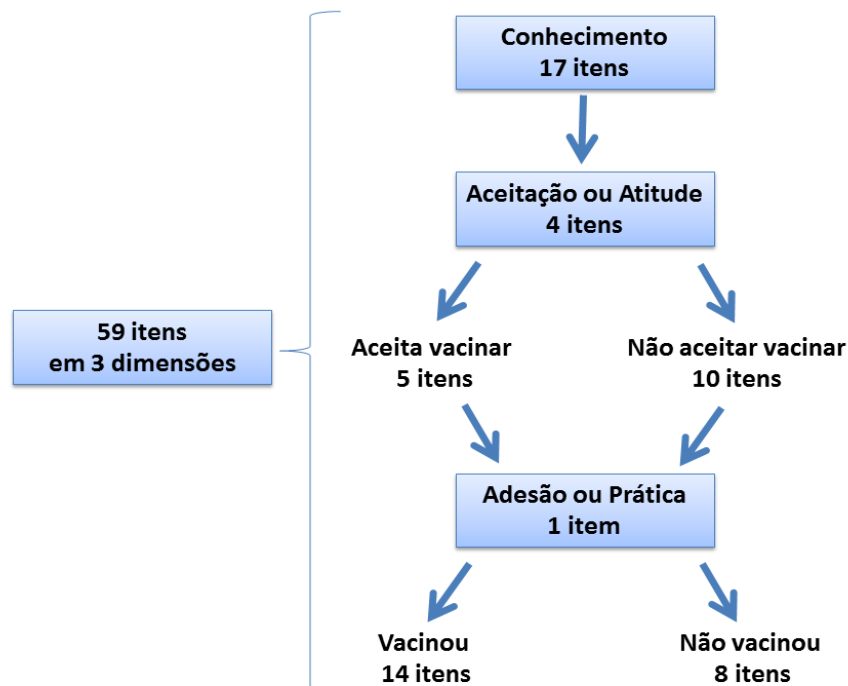 Conhecimento
17 itens
Aceitação ou Atitude
4 itens
59 itens
em 3 dimensões
Aceita vacinar
5 itens
Não aceitar vacinar
10 itens
Adesão ou Prática
1 item
Vacinou
14 itens
Não vacinou
8 itens